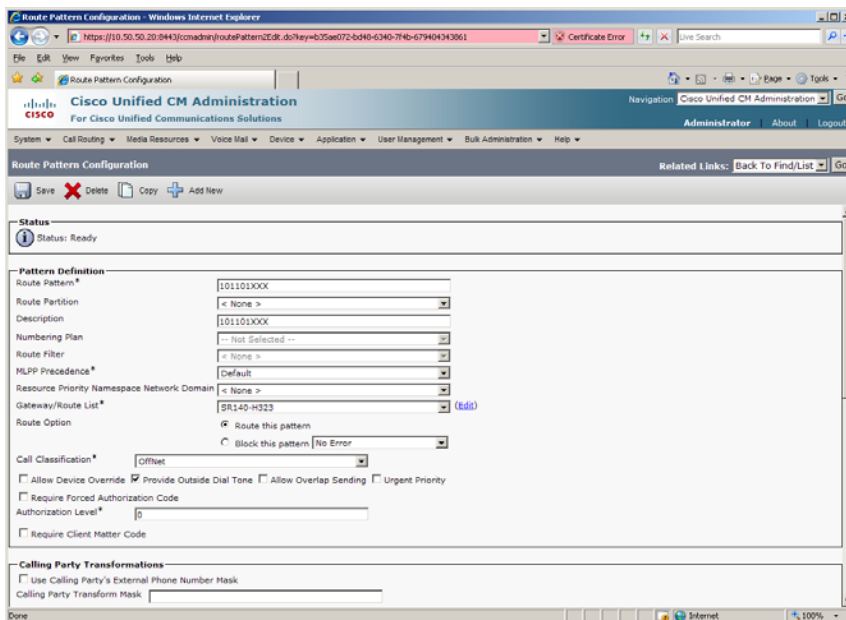 Route Pattern Configuration - Windows Internet Explorer
https://10.50.50.20:8443/ccmadmin/routePattern2Edit.do?key=b35ae072-bd48-6340-7f4b-679404343861
Certificate Error
Live Search
File Edit View Favorites Tools Help
Route Pattern Configuration
Page
Tools
cisco
Cisco Unified CM Administration
For Cisco Unified Communications Solutions
Navigation Cisco Unified CM Administration Go
Administrator | About | Logout
System Call Routing Media Resources Voice Mail Device Application User Management Bulk Administration Help
Route Pattern Configuration
Related Links: Back To Find/List Go
Save Delete Copy Add New
Status
Status: Ready
Pattern Definition
Route Pattern* 101101XXX
Route Partition < None >
Description 101101XXX
Numbering Plan -- Not Selected --
Route Filter < None >
MLPP Precedence* Default
Resource Priority Namespace Network Domain < None >
Gateway/Route List* SR140-H323 (Edit)
Route Option Route this pattern
Block this pattern No Error
Call Classification* OffNet
Allow Device Override Provide Outside Dial Tone Allow Overlap Sending Urgent Priority
Require Forced Authorization Code
Authorization Level* 0
Require Client Matter Code
Calling Party Transformations
Use Calling Party's External Phone Number Mask
Calling Party Transform Mask
Done
Internet
100%